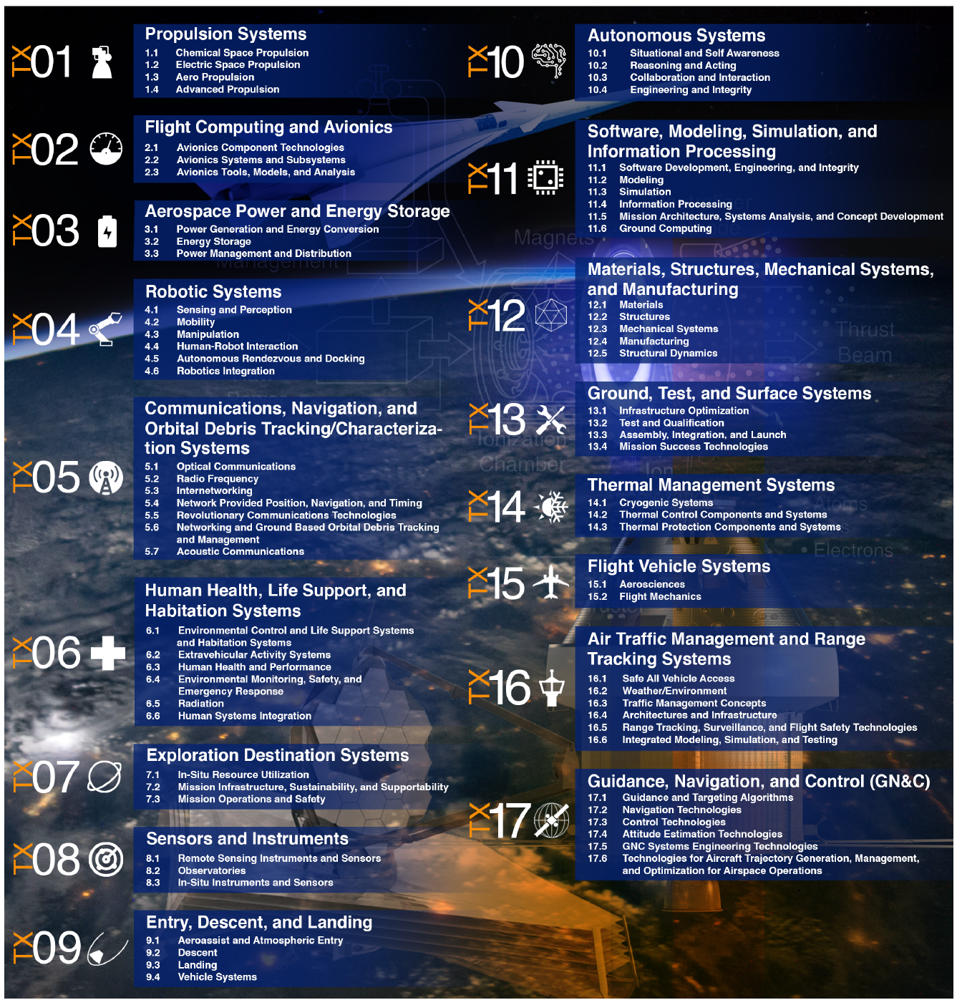 TX01
Propulsion Systems
1.1 Chemical Space Propulsion
1.2 Electric Space Propulsion
1.3 Aero Propulsion
1.4 Advanced Propulsion
TX02
Flight Computing and Avionics
2.1 Avionics Component Technologies
2.2 Avionics Systems and Subsystems
2.3 Avionics Tools, Models, and Analysis
TX03
Aerospace Power and Energy Storage
3.1 Power Generation and Energy Conversion
3.2 Energy Storage
3.3 Power Management and Distribution
Management
TX04
Robotic Systems
4.1 Sensing and Perception
4.2 Mobility
4.3 Manipulation
4.4 Human-Robot Interaction
4.5 Autonomous Rendezvous and Docking
4.6 Robotics Integration
TX05
Communications, Navigation, and
Orbital Debris Tracking/Characteriza-
tion Systems
5.1 Optical Communications
5.2 Radio Frequency
5.3 Internetworking
5.4 Network Provided Position, Navigation, and Timing
5.5 Revolutionary Communications Technologies
5.6 Networking and Ground Based Orbital Debris Tracking
and Management
5.7 Acoustic Communications
TX06
Human Health, Life Support, and
Habitation Systems
6.1 Environmental Control and Life Support Systems
and Habitation Systems
6.2 Extravehicular Activity Systems
6.3 Human Health and Performance
6.4 Environmental Monitoring, Safety, and
Emergency Response
6.5 Radiation
6.6 Human Systems Integration
TX07
Exploration Destination Systems
7.1 In-Situ Resource Utilization
7.2 Mission Infrastructure, Sustainability, and Supportability
7.3 Mission Operations and Safety
TX08
Sensors and Instruments
8.1 Remote Sensing Instruments and Sensors
8.2 Observatories
8.3 In-Situ Instruments and Sensors
TX09
Entry, Descent, and Landing
9.1 Aeroassist and Atmospheric Entry
9.2 Descent
9.3 Landing
9.4 Vehicle Systems
TX10
Autonomous Systems
10.1 Situational and Self Awareness
10.2 Reasoning and Acting
10.3 Collaboration and Interaction
10.4 Engineering and Integrity
TX11
Software, Modeling, Simulation, and
Information Processing
11.1 Software Development, Engineering, and Integrity
11.2 Modeling
11.3 Simulation
11.4 Information Processing
11.5 Mission Architecture, Systems Analysis, and Concept Development
11.6 Ground Computing
Magnets
TX12
Materials, Structures, Mechanical Systems,
and Manufacturing
12.1 Materials
12.2 Structures
12.3 Mechanical Systems
12.4 Manufacturing
12.5 Structural Dynamics
Thrust
Beam
TX13
Ground, Test, and Surface Systems
13.1 Infrastructure Optimization
13.2 Test and Qualification
13.3 Assembly, Integration, and Launch
13.4 Mission Success Technologies
Ionization
Chamber
Ion
TX14
Thermal Management Systems
14.1 Cryogenic Systems
14.2 Thermal Control Components and Systems
14.3 Thermal Protection Components and Systems
Atoms
• Electrons
TX15
Flight Vehicle Systems
15.1 Aerosciences
15.2 Flight Mechanics
TX16
Air Traffic Management and Range
Tracking Systems
16.1 Safe All Vehicle Access
16.2 Weather/Environment
16.3 Traffic Management Concepts
16.4 Architectures and Infrastructure
16.5 Range Tracking, Surveillance, and Flight Safety Technologies
16.6 Integrated Modeling, Simulation, and Testing
TX17
Guidance, Navigation, and Control (GN&C)
17.1 Guidance and Targeting Algorithms
17.2 Navigation Technologies
17.3 Control Technologies
17.4 Attitude Estimation Technologies
17.5 GNC Systems Engineering Technologies
17.6 Technologies for Aircraft Trajectory Generation, Management,
and Optimization for Airspace Operations